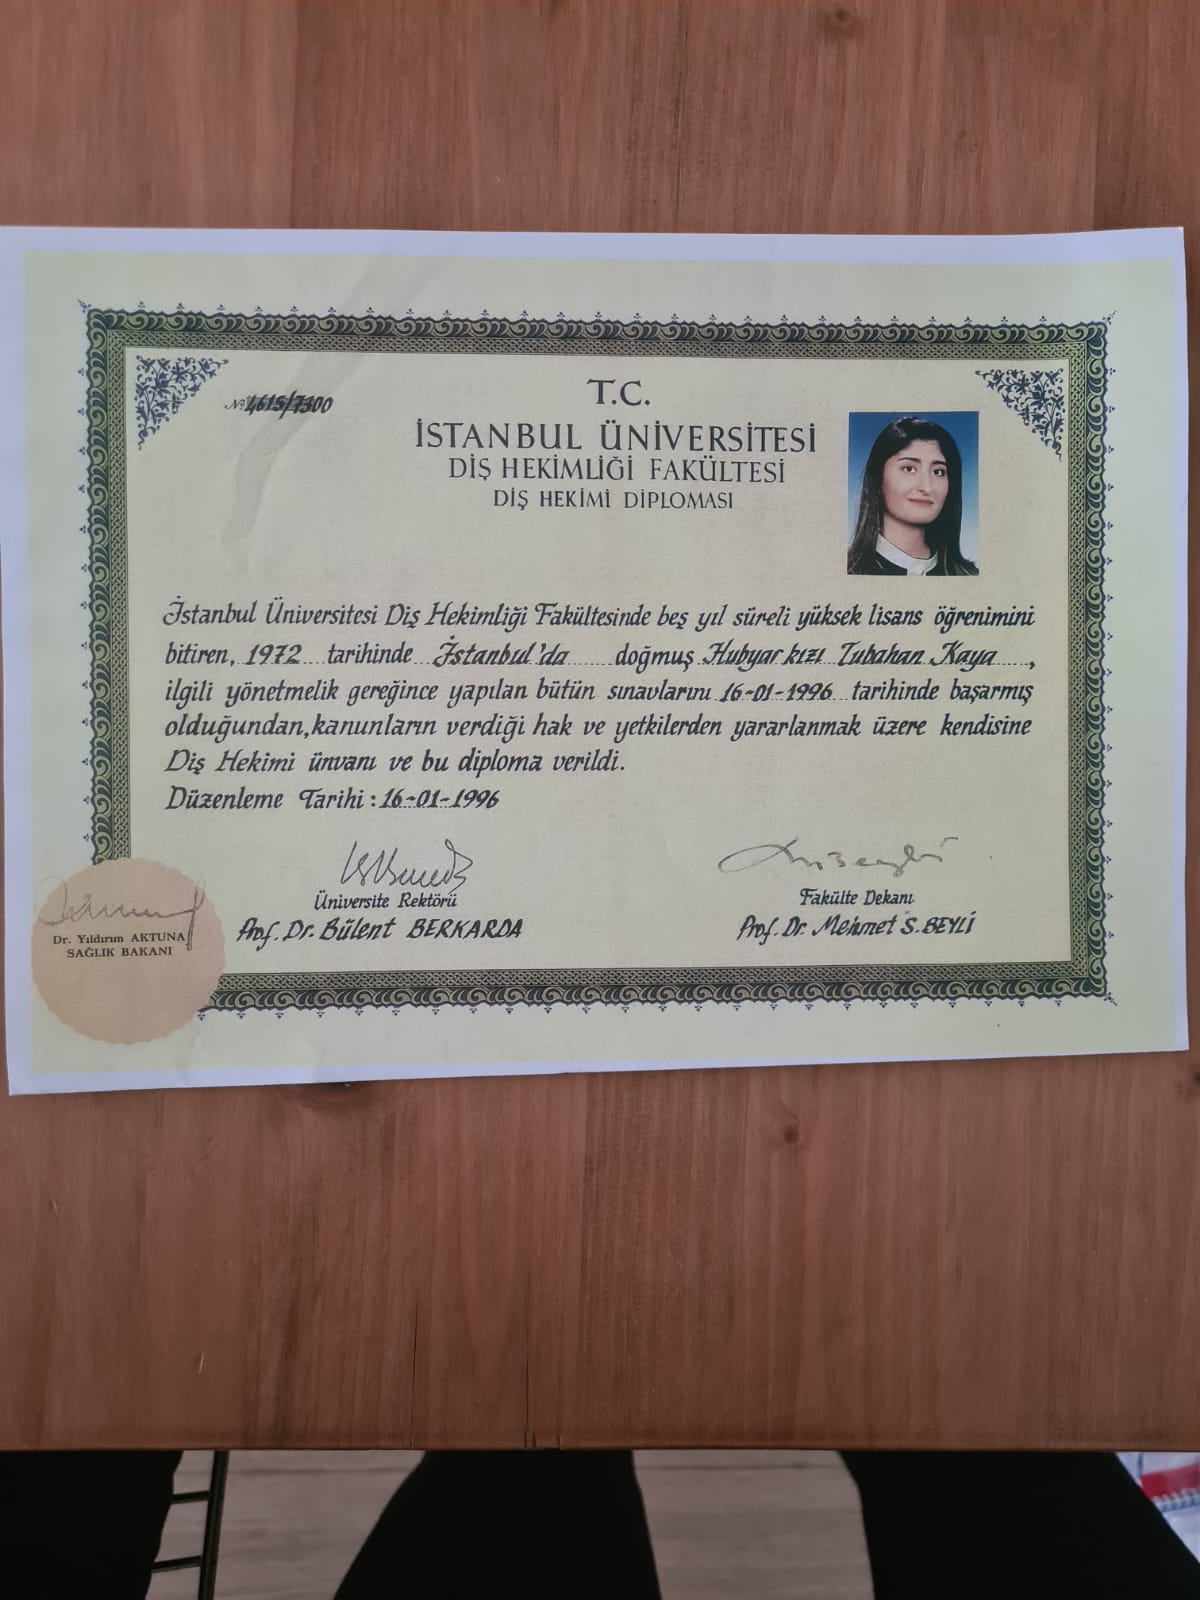 No 4615/7300
T.C.
İSTANBUL ÜNİVERSİTESİ
DİŞ HEKİMLİĞİ FAKÜLTESİ
DİŞ HEKİMİ DİPLOMASI
İstanbul Üniversitesi Diş Hekimliği Fakültesinde beş yıl süreli yüksek lisans öğrenimini
bitiren, 1972 tarihinde İstanbul'da doğmuş Hubyar kızı Tubahan Kaya,
ilgili yönetmelik gereğince yapılan bütün sınavlarını 16-01-1996 tarihinde başarmış
olduğundan, kanunların verdiği hak ve yetkilerden yararlanmak üzere kendisine
Diş Hekimi ünvanı ve bu diploma verildi.
Düzenleme Tarihi : 16-01-1996
Üniversite Rektörü
Prof. Dr. Bülent BERKARDA
Fakülte Dekanı
Prof. Dr. Mehmet S. BEYLİ
Dr. Yıldırım AKTUNA
SAĞLIK BAKANI